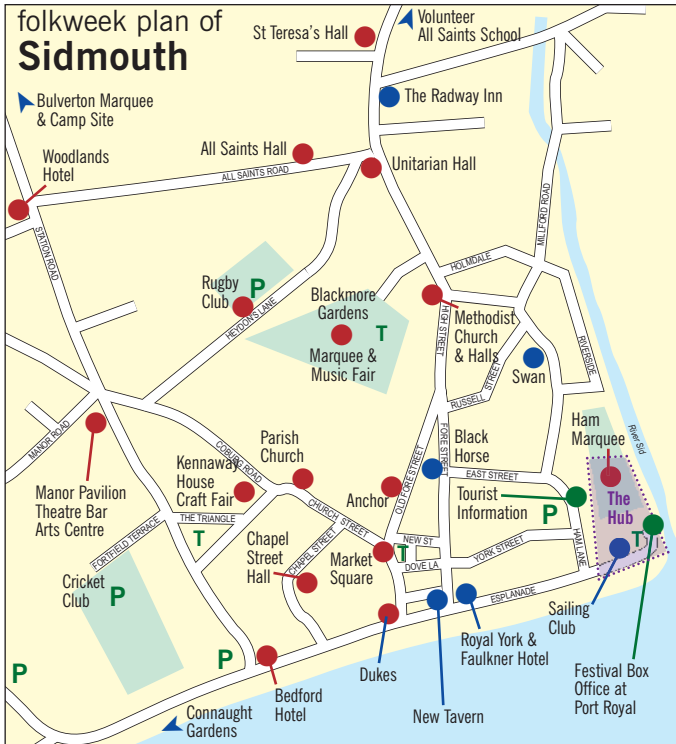 folkweek plan of
Sidmouth
St Teresa's Hall
Volunteer
All Saints School
The Radway Inn
Bulverton Marquee
& Camp Site
Woodlands
Hotel
All Saints Hall
Unitarian Hall
ALL SAINTS ROAD
STATION ROAD
MILLFORD ROAD
HOLMDALE
Rugby
Club
P
HEYDON'S LANE
Blackmore
Gardens
T
Marquee &
Music Fair
HIGH STREET
Methodist
Church
& Halls
RIVERSIDE
Swan
RUSSELL STREET
River Sid
MANOR ROAD
Manor Pavilion
Theatre Bar
Arts Centre
COBURG ROAD
Parish
Church
Kennaway
House
Craft Fair
Anchor
OLD FORE STREET
FORE STREET
Black
Horse
EAST STREET
Ham
Marquee
The
Hub
Tourist
Information
P
HAM LANE
T
CHURCH STREET
THE TRIANGLE
T
FORTFIELD TERRACE
Chapel
Street
Hall
CHAPEL STREET
Market
Square
T
NEW ST
DOVE LA
YORK STREET
ESPLANADE
Cricket
Club
P
P
P
Sailing
Club
Royal York &
Faulkner Hotel
Festival Box
Office at
Port Royal
Dukes
New Tavern
Bedford
Hotel
Connaught
Gardens